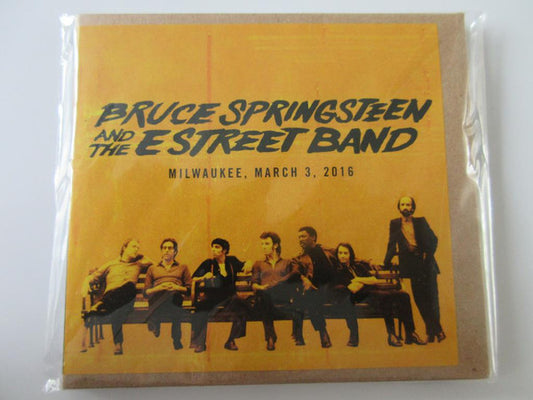 BRUCE SPRINGSTEEN
AND THE E STREET BAND
MILWAUKEE, MARCH 3, 2016